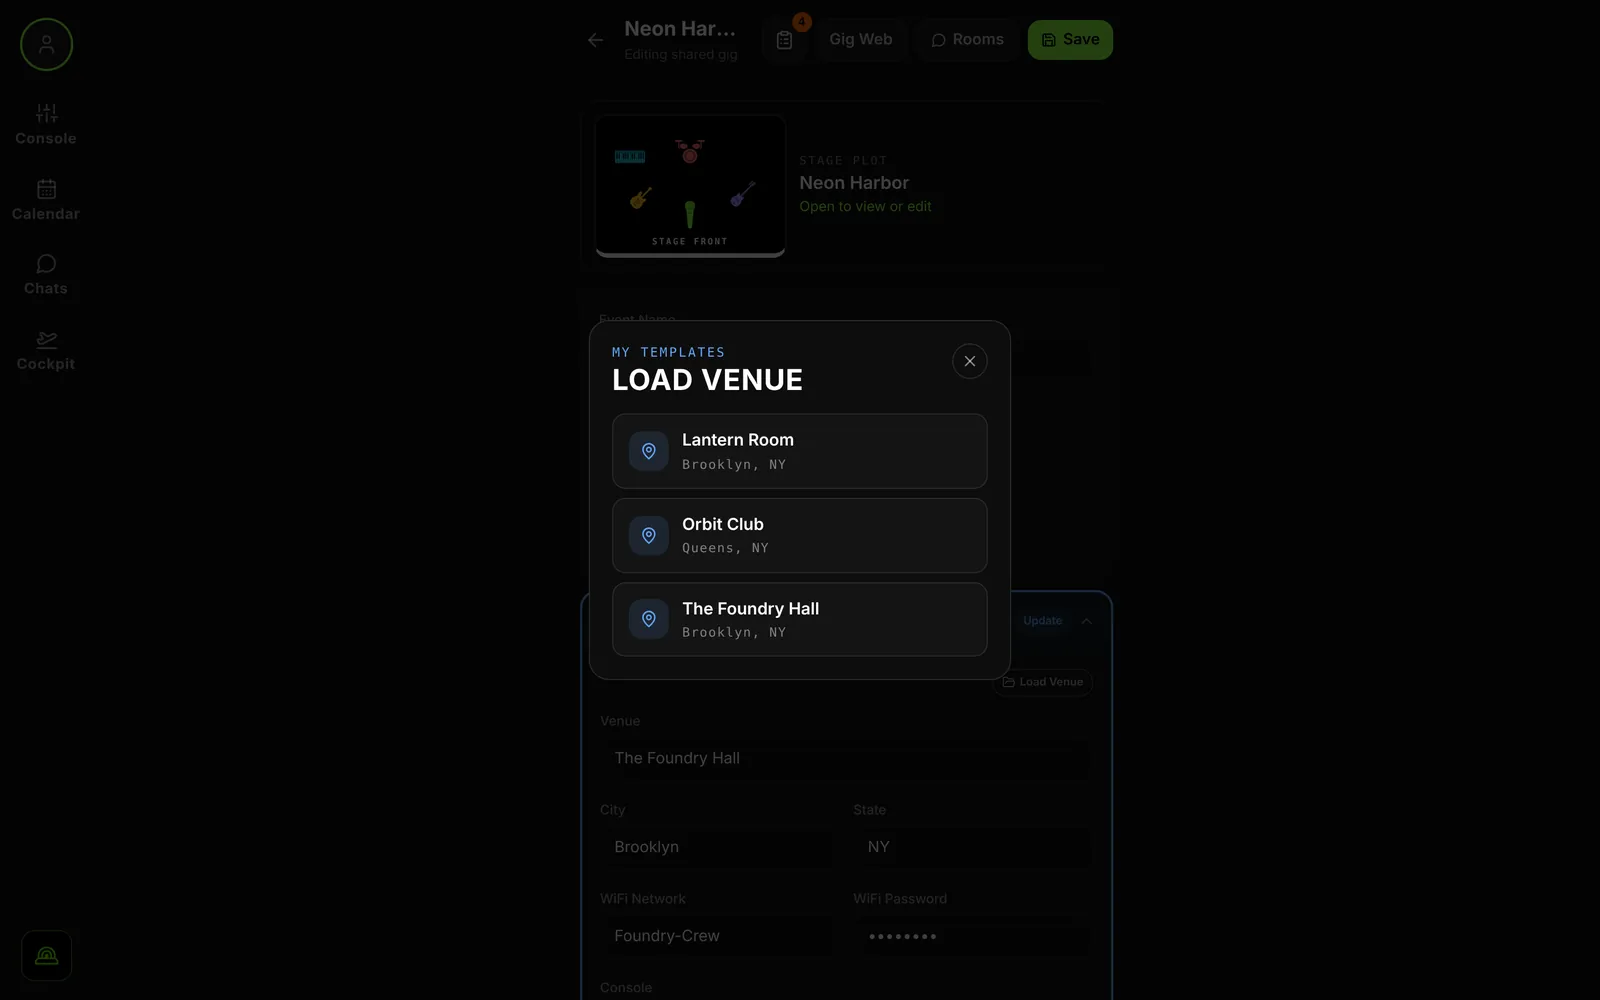 Neon Har...
Editing shared gig
4
Gig Web
Rooms
Save
Console
Calendar
Chats
Cockpit
STAGE FRONT
STAGE PLOT
Neon Harbor
Open to view or edit
Event Name
MY TEMPLATES
LOAD VENUE
Lantern Room
Brooklyn, NY
Orbit Club
Queens, NY
The Foundry Hall
Brooklyn, NY
Update
Load Venue
Venue
The Foundry Hall
City
State
Brooklyn
NY
WiFi Network
WiFi Password
Foundry-Crew
••••••••
Console